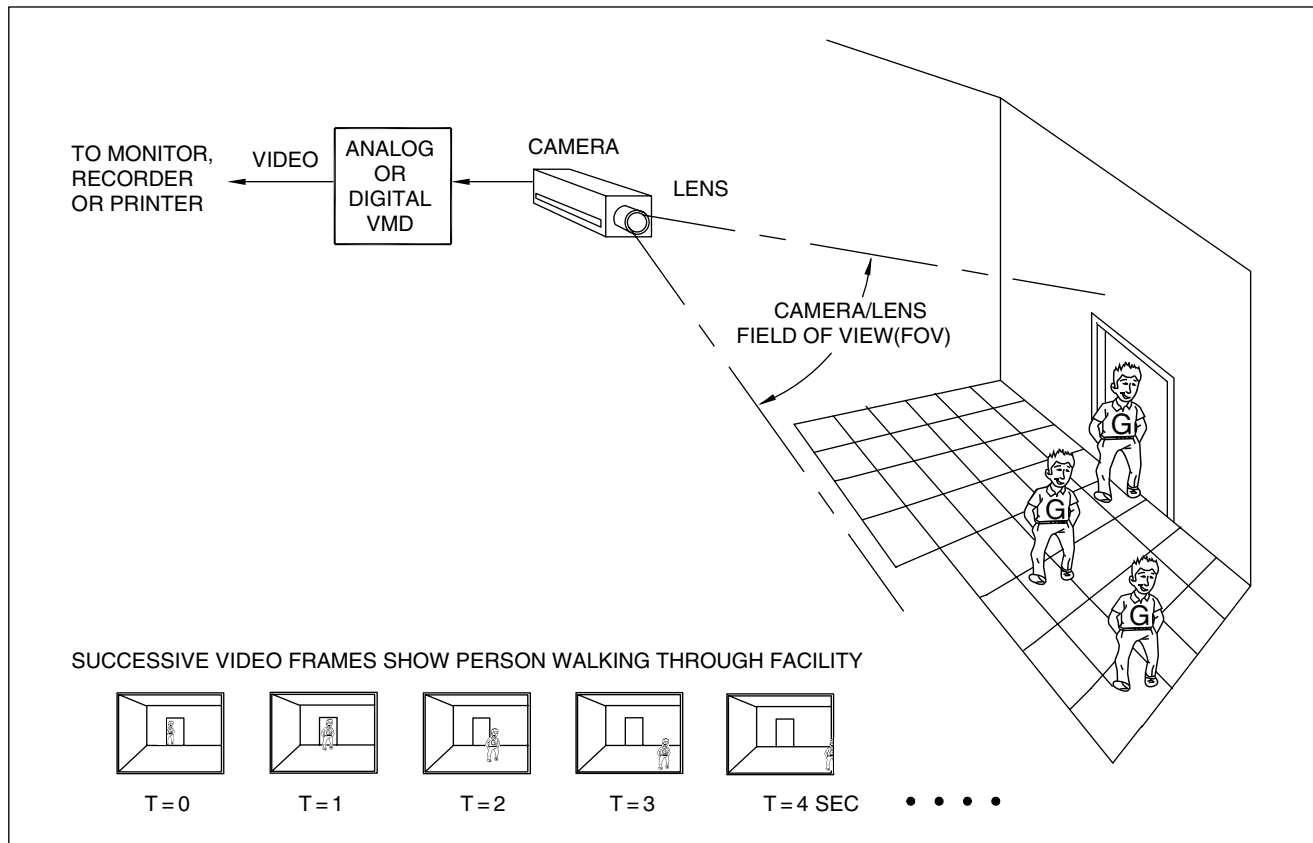 TO MONITOR,
RECORDER
OR PRINTER
VIDEO
ANALOG
OR
DIGITAL
VMD
CAMERA
LENS
CAMERA/LENS
FIELD OF VIEW(FOV)
G
G
G
SUCCESSIVE VIDEO FRAMES SHOW PERSON WALKING THROUGH FACILITY
T = 0
T = 1
T = 2
T = 3
T = 4 SEC